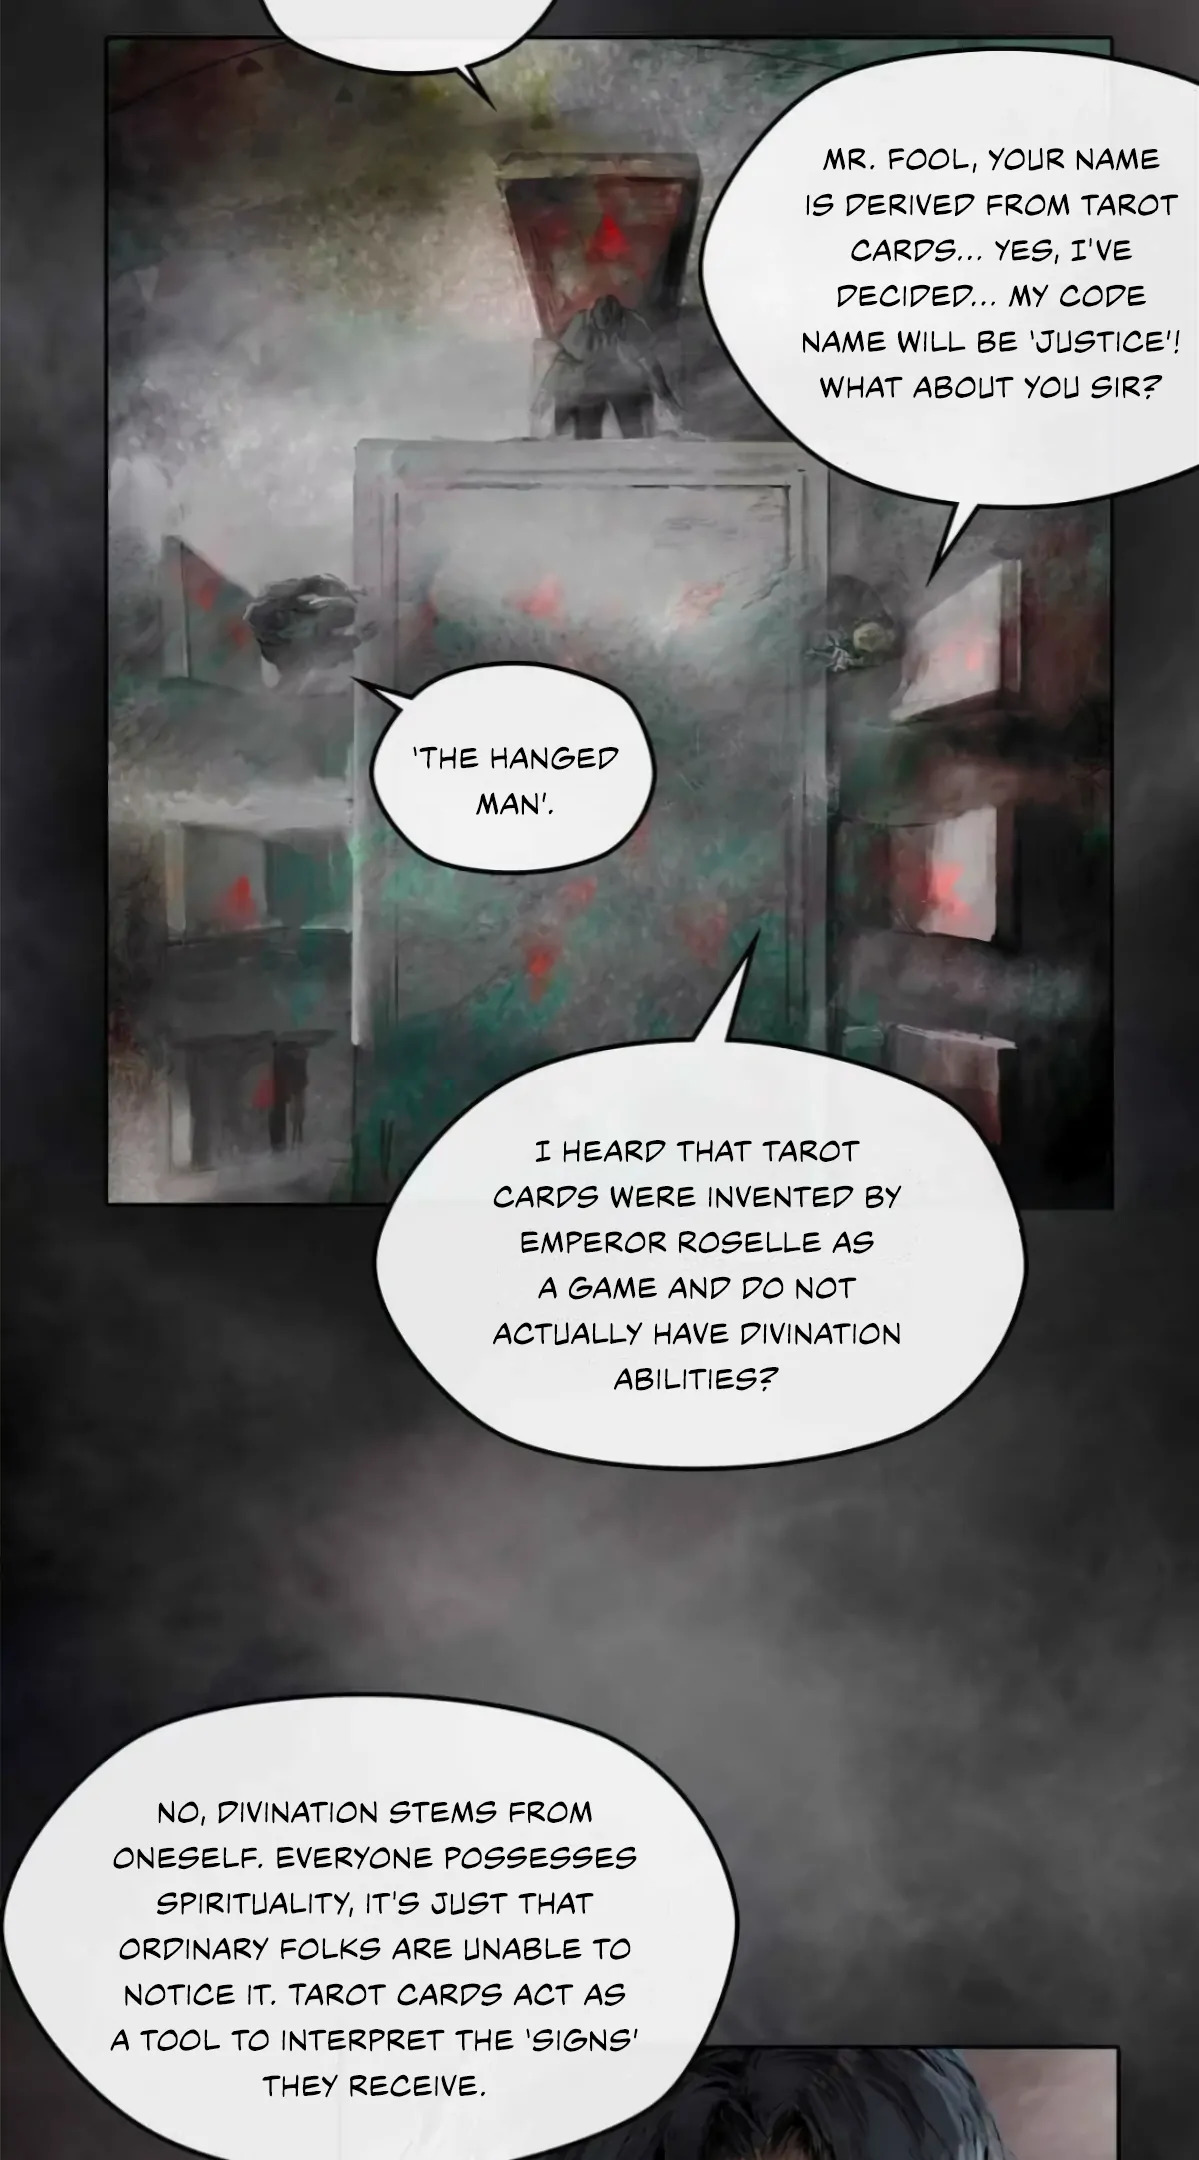 MR. FOOL, YOUR NAME
IS DERIVED FROM TAROT
CARDS... YES, I'VE
DECIDED... MY CODE
NAME WILL BE 'JUSTICE'!
WHAT ABOUT YOU SIR?
'THE HANGED
MAN'.
I HEARD THAT TAROT
CARDS WERE INVENTED BY
EMPEROR ROSELLE AS
A GAME AND DO NOT
ACTUALLY HAVE DIVINATION
ABILITIES?
NO, DIVINATION STEMS FROM
ONESELF. EVERYONE POSSESSES
SPIRITUALITY, IT'S JUST THAT
ORDINARY FOLKS ARE UNABLE TO
NOTICE IT. TAROT CARDS ACT AS
A TOOL TO INTERPRET THE 'SIGNS'
THEY RECEIVE.